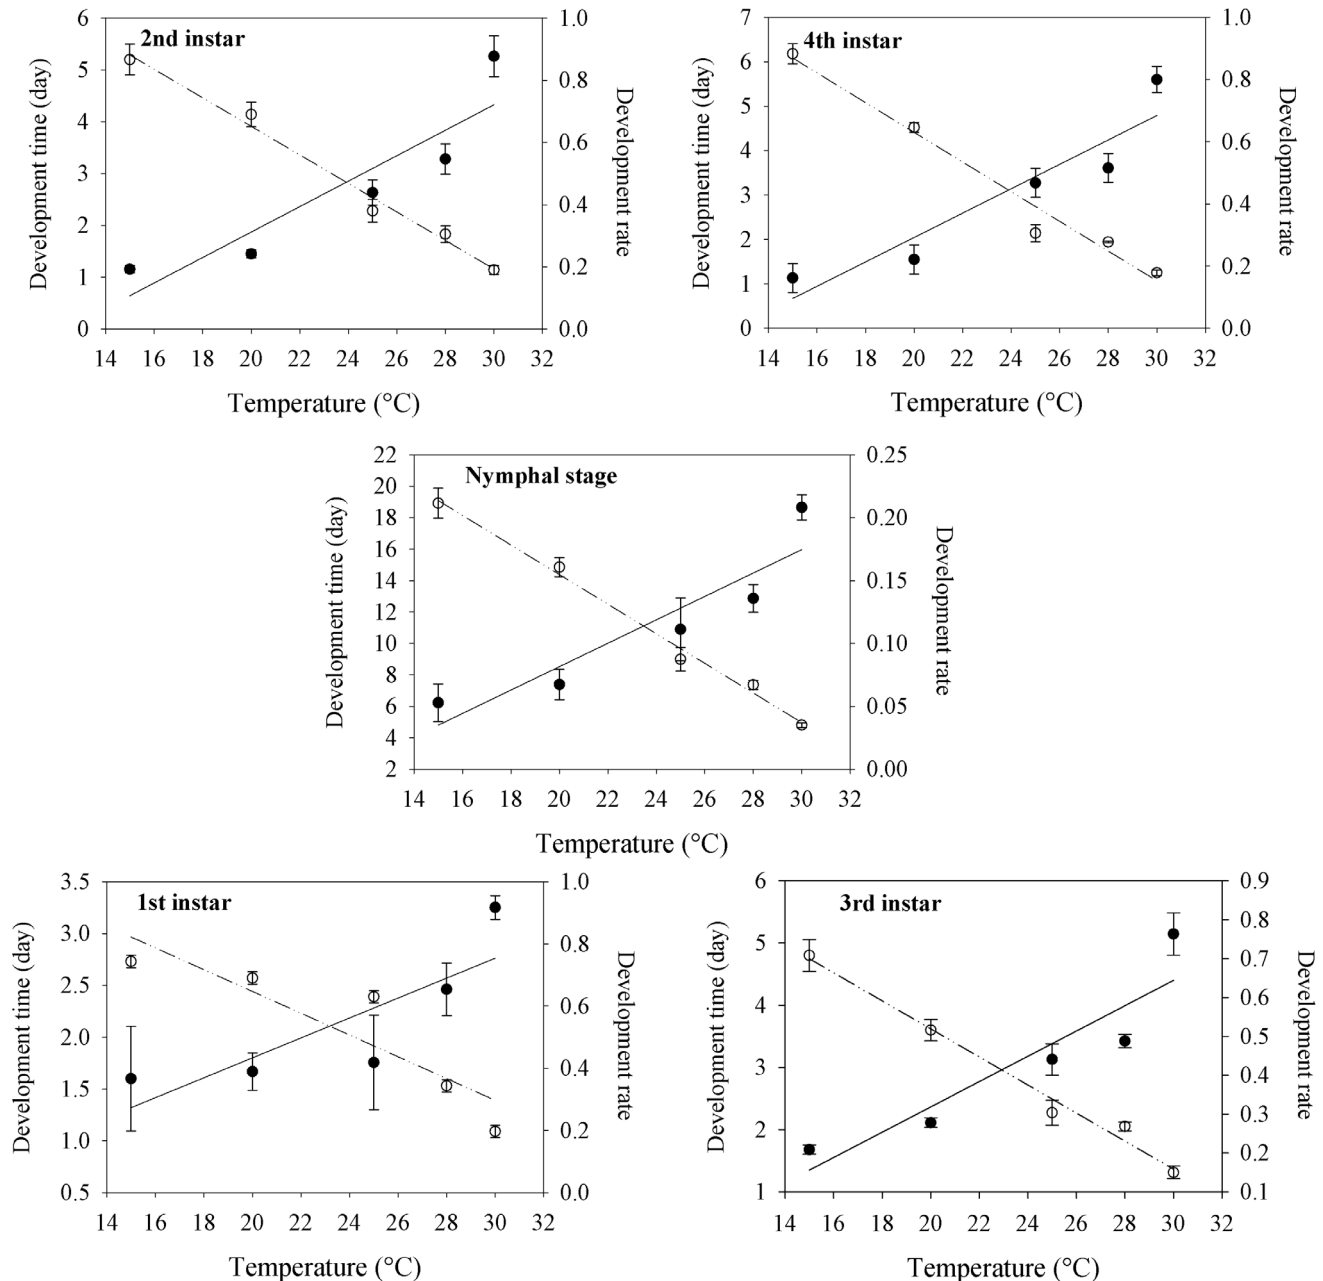 2nd instar
Development time (day)
6
5
4
3
2
1
0
1.0
0.8
0.6
0.4
0.2
0.0
Development rate
14 16 18 20 22 24 26 28 30 32
Temperature (°C)
4th instar
Development time (day)
7
6
5
4
3
2
1
0
1.0
0.8
0.6
0.4
0.2
0.0
Development rate
14 16 18 20 22 24 26 28 30 32
Temperature (°C)
Nymphal stage
Development time (day)
22
20
18
16
14
12
10
8
6
4
2
0.25
0.20
0.15
0.10
0.05
0.00
Development rate
14 16 18 20 22 24 26 28 30 32
Temperature (°C)
1st instar
Development time (day)
3.5
3.0
2.5
2.0
1.5
1.0
0.5
1.0
0.8
0.6
0.4
0.2
0.0
Development rate
14 16 18 20 22 24 26 28 30 32
Temperature (°C)
3rd instar
Development time (day)
6
5
4
3
2
1
0.9
0.8
0.7
0.6
0.5
0.4
0.3
0.2
0.1
Development rate
14 16 18 20 22 24 26 28 30 32
Temperature (°C)